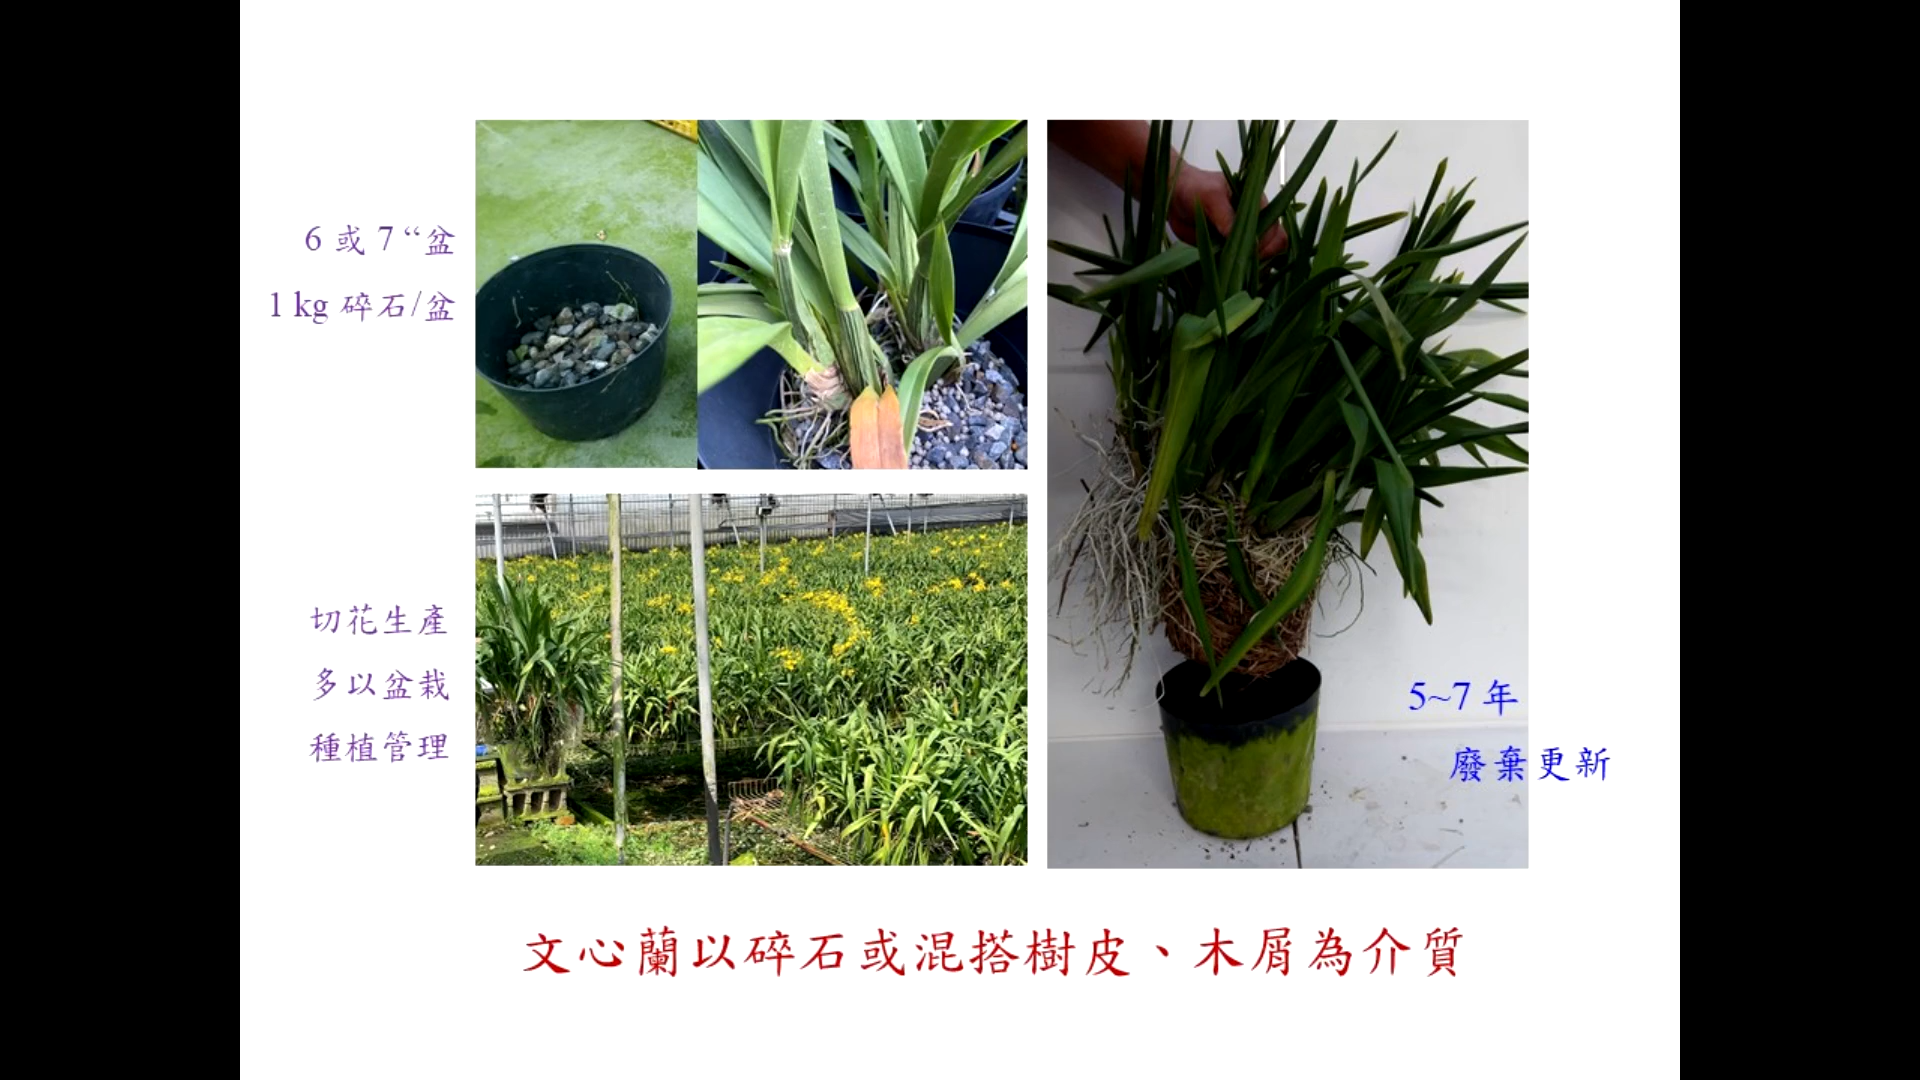 6 或 7 “盆
1 kg 碎石/盆
切花生產
多以盆栽
種植管理
5~7 年
廢棄更新
文心蘭以碎石或混搭樹皮、木屑為介質